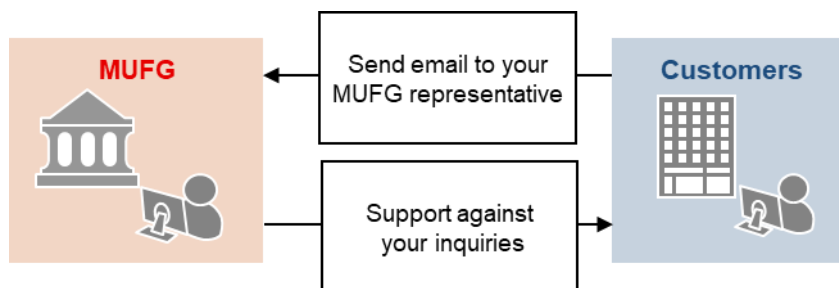 MUFG
Send email to your
MUFG representative
Customers
Support against
your inquiries